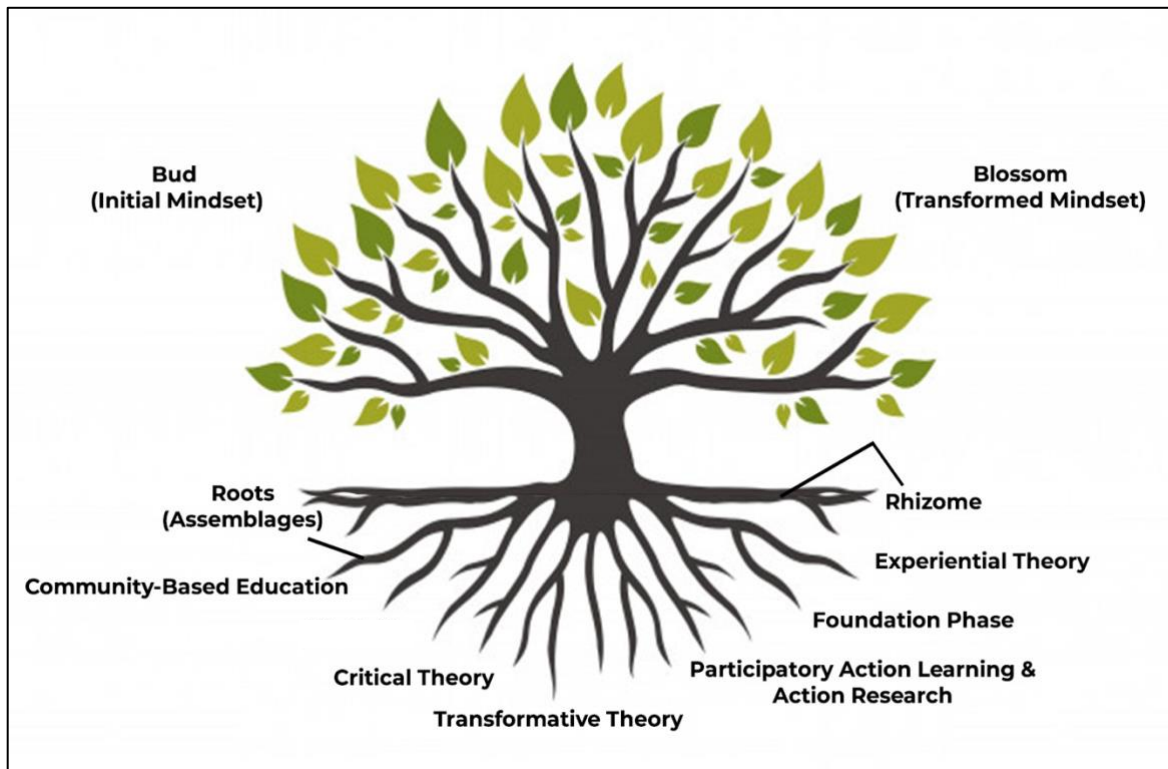 Bud
(Initial Mindset)
Blossom
(Transformed Mindset)
Roots
(Assemblages)
Rhizome
Community-Based Education
Experiential Theory
Foundation Phase
Critical Theory
Participatory Action Learning &
Action Research
Transformative Theory